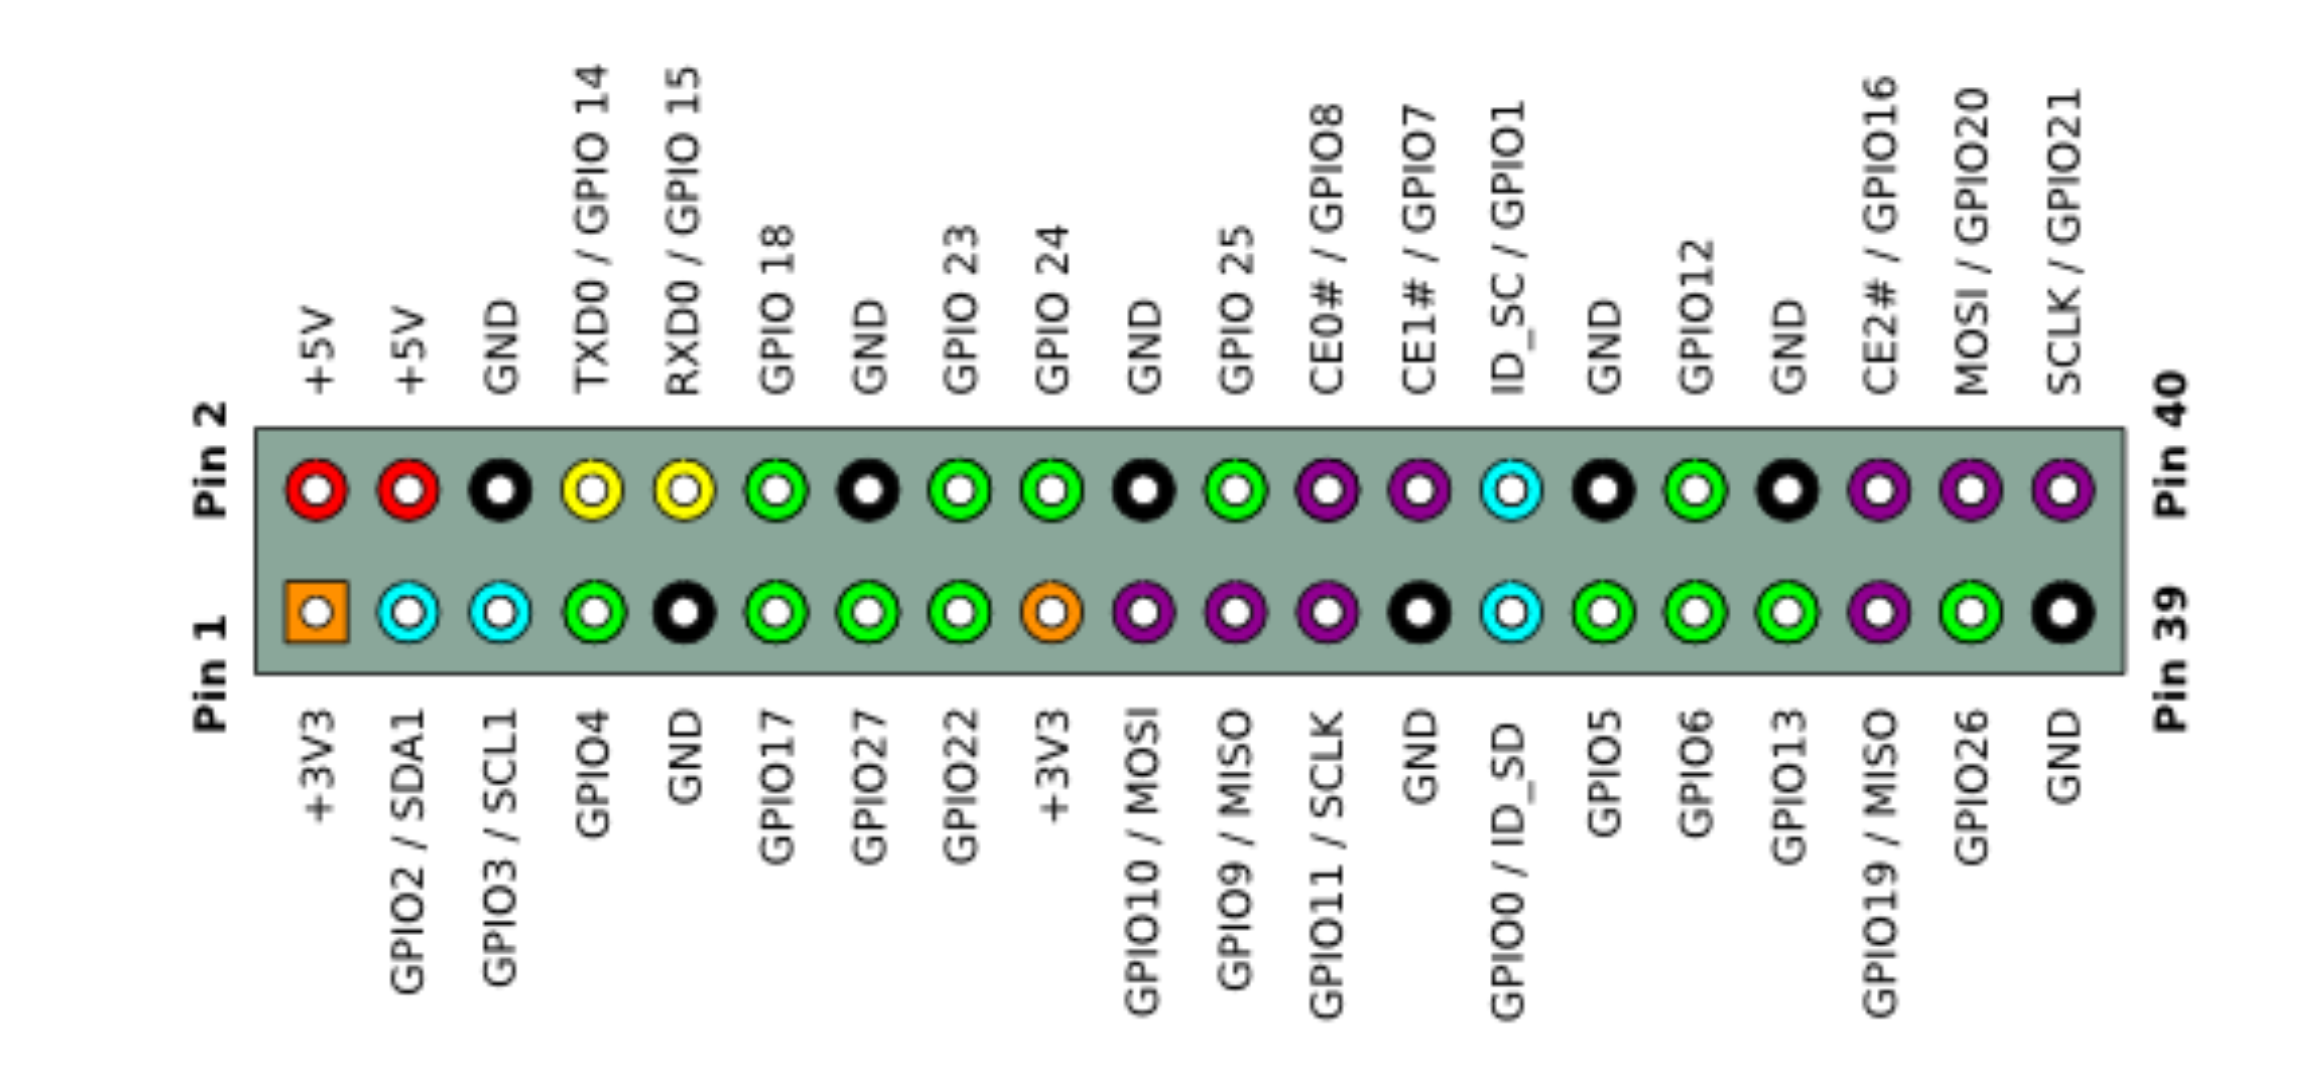 Pin 2
+5V
+5V
GND
TXD0 / GPIO 14
RXD0 / GPIO 15
GPIO 18
GND
GPIO 23
GPIO 24
GND
GPIO 25
CE0# / GPIO8
CE1# / GPIO7
ID_SC / GPIO1
GND
GPIO12
GND
CE2# / GPIO16
MOSI / GPIO20
SCLK / GPIO21
Pin 40
Pin 1
+3V3
GPIO2 / SDA1
GPIO3 / SCL1
GPIO4
GND
GPIO17
GPIO27
GPIO22
+3V3
GPIO10 / MOSI
GPIO9 / MISO
GPIO11 / SCLK
GND
GPIO0 / ID_SD
GPIO5
GPIO6
GPIO13
GPIO19 / MISO
GPIO26
GND
Pin 39